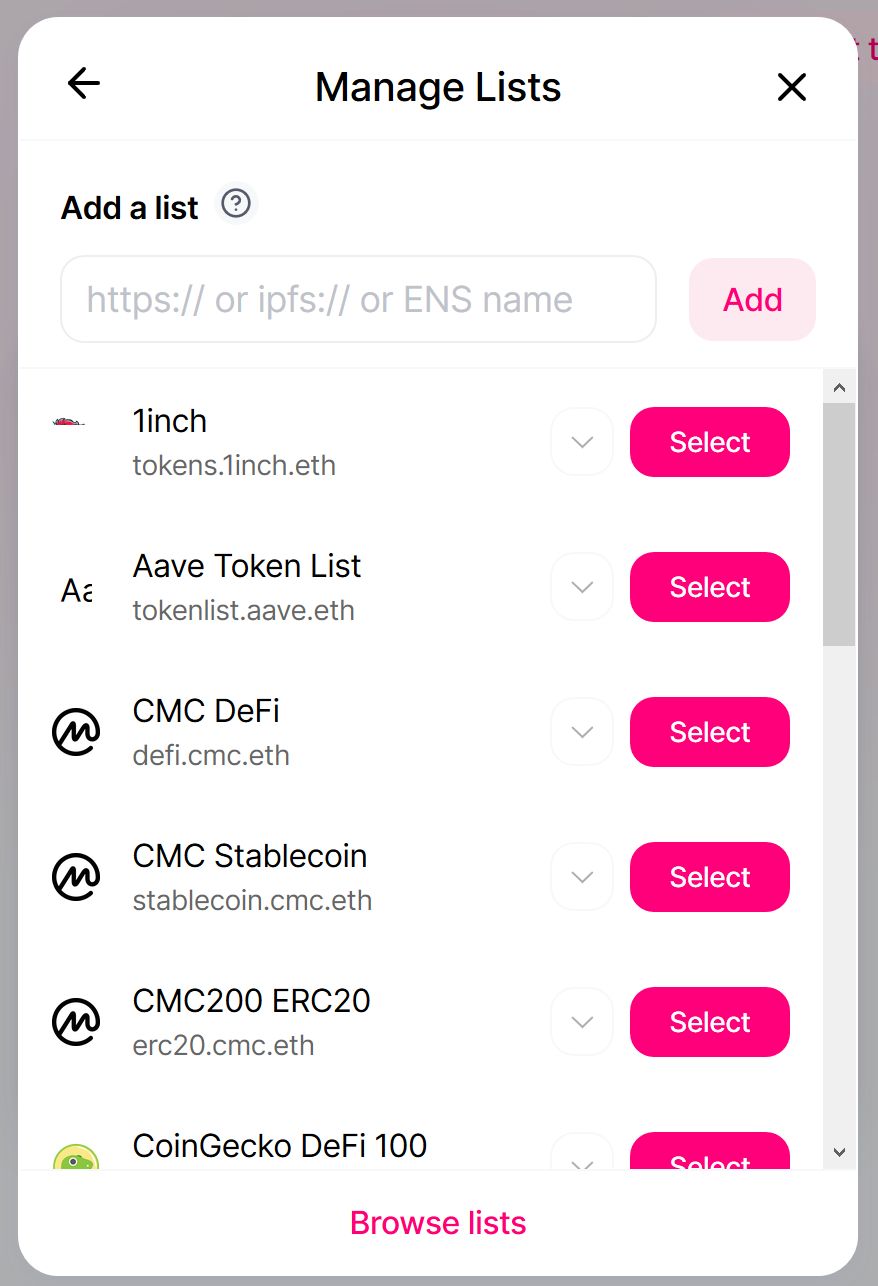 Manage Lists
Add a list
https:// or ipfs:// or ENS name
Add
1inch
tokens.1inch.eth
Select
Aave Token List
tokenlist.aave.eth
Select
CMC DeFi
defi.cmc.eth
Select
CMC Stablecoin
stablecoin.cmc.eth
Select
CMC200 ERC20
erc20.cmc.eth
Select
CoinGecko DeFi 100
Select
Browse lists